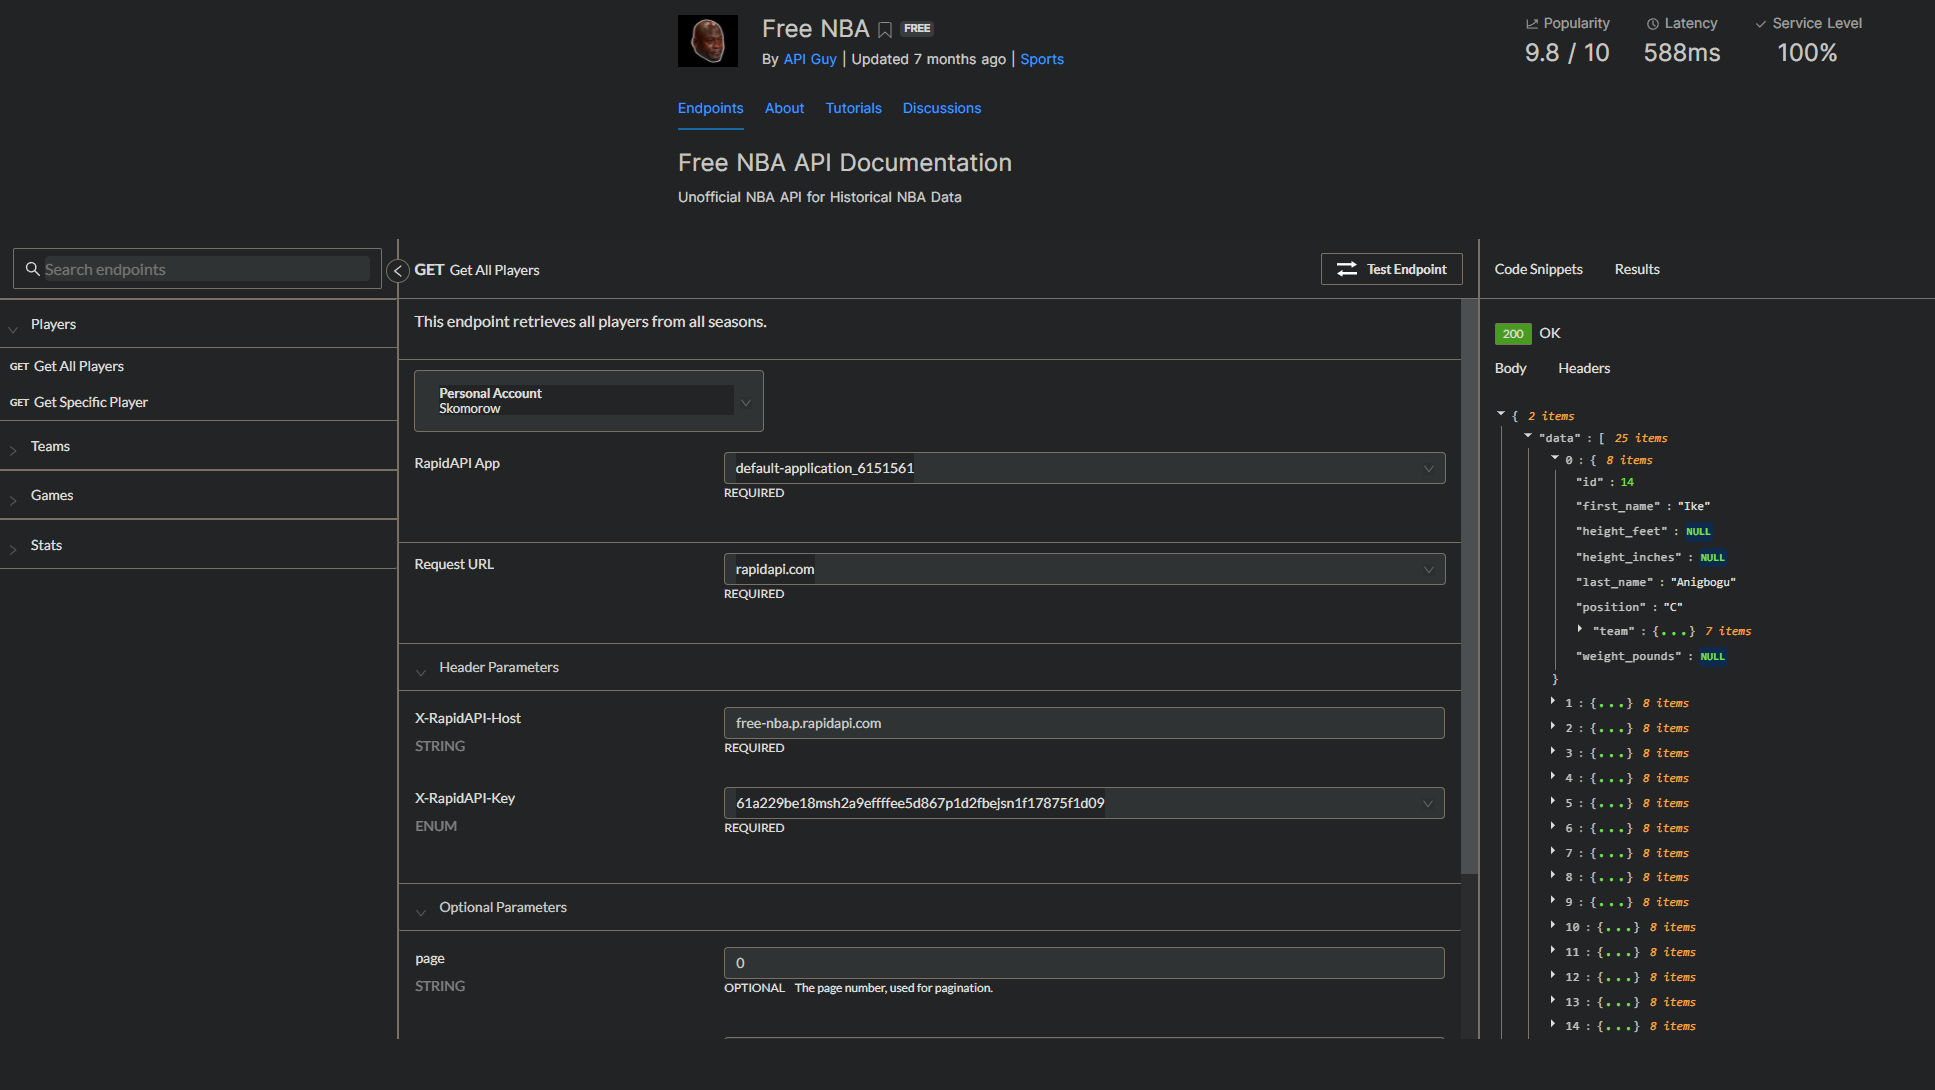 Free NBA FREE
By API Guy | Updated 7 months ago | Sports
Popularity
9.8 / 10
Latency
588ms
Service Level
100%
Endpoints About Tutorials Discussions
Free NBA API Documentation
Unofficial NBA API for Historical NBA Data
Search endpoints
Players
GET Get All Players
GET Get Specific Player
Teams
Games
Stats
GET Get All Players
Test Endpoint
This endpoint retrieves all players from all seasons.
Personal Account
Skomorow
RapidAPI App
default-application_6151561
REQUIRED
Request URL
rapidapi.com
REQUIRED
Header Parameters
X-RapidAPI-Host
STRING
free-nba.p.rapidapi.com
REQUIRED
X-RapidAPI-Key
ENUM
61a229be18msh2a9effffee5d867p1d2fbejsn1f17875f1d09
REQUIRED
Optional Parameters
page
STRING
0
OPTIONAL The page number, used for pagination.
Code Snippets Results
200 OK
Body Headers
{ 2 items
"data" : [ 25 items
0 : { 8 items
"id" : 14
"first_name" : "Ike"
"height_feet" : NULL
"height_inches" : NULL
"last_name" : "Anigbogu"
"position" : "C"
"team" : {...} 7 items
"weight_pounds" : NULL
}
1 : {...} 8 items
2 : {...} 8 items
3 : {...} 8 items
4 : {...} 8 items
5 : {...} 8 items
6 : {...} 8 items
7 : {...} 8 items
8 : {...} 8 items
9 : {...} 8 items
10 : {...} 8 items
11 : {...} 8 items
12 : {...} 8 items
13 : {...} 8 items
14 : {...} 8 items